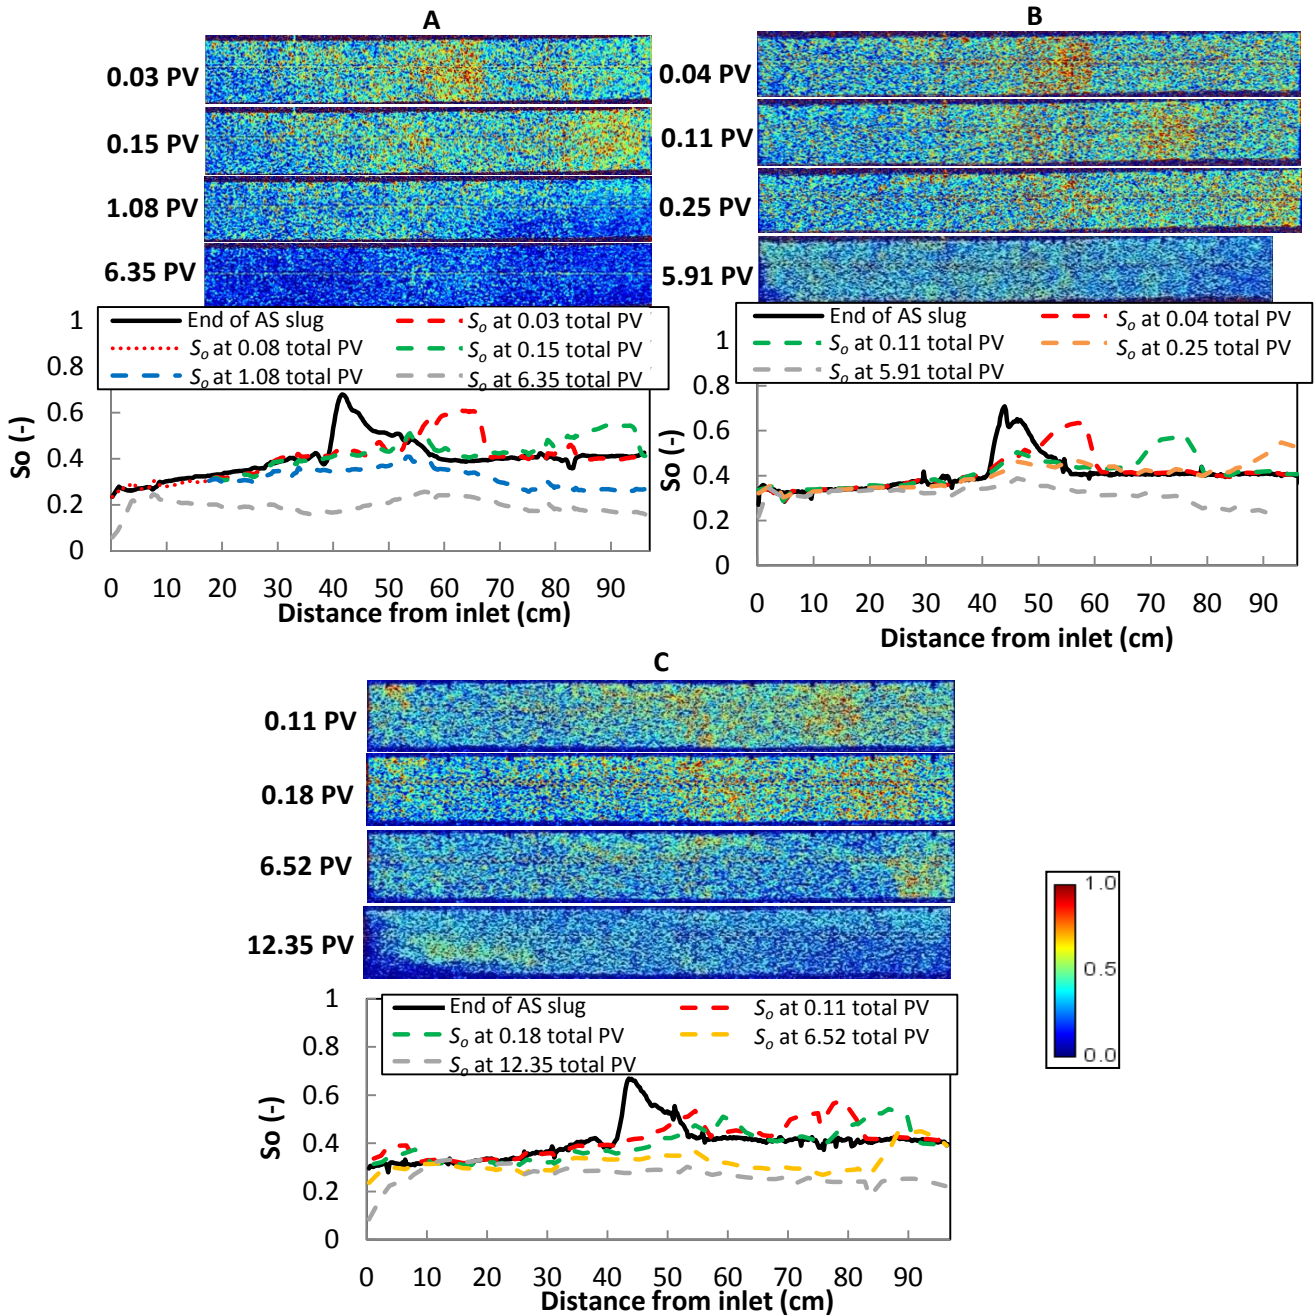 A
0.03 PV
0.15 PV
1.08 PV
6.35 PV
End of AS slug
So at 0.03 total PV
So at 0.08 total PV
So at 0.15 total PV
So at 1.08 total PV
So at 6.35 total PV
1
0.8
0.6
0.4
0.2
0
So (-)
0 10 20 30 40 50 60 70 80 90
Distance from inlet (cm)
B
0.04 PV
0.11 PV
0.25 PV
5.91 PV
End of AS slug
So at 0.04 total PV
So at 0.11 total PV
So at 0.25 total PV
So at 5.91 total PV
1
0.8
0.6
0.4
0.2
0
So (-)
0 10 20 30 40 50 60 70 80 90
Distance from inlet (cm)
C
0.11 PV
0.18 PV
6.52 PV
12.35 PV
End of AS slug
So at 0.11 total PV
So at 0.18 total PV
So at 6.52 total PV
So at 12.35 total PV
1
0.8
0.6
0.4
0.2
0
So (-)
0 10 20 30 40 50 60 70 80 90
Distance from inlet (cm)
1.0
0.5
0.0